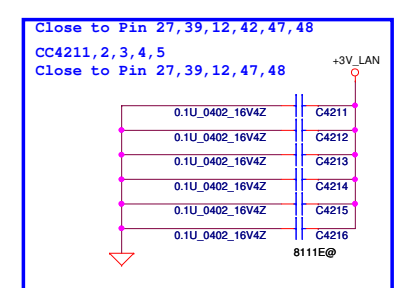 Close to Pin 27,39,12,42,47,48
CC4211,2,3,4,5
Close to Pin 27,39,12,47,48
+3V_LAN
0.1U_0402_16V4Z C4211
0.1U_0402_16V4Z C4212
0.1U_0402_16V4Z C4213
0.1U_0402_16V4Z C4214
0.1U_0402_16V4Z C4215
0.1U_0402_16V4Z C4216
8111E@